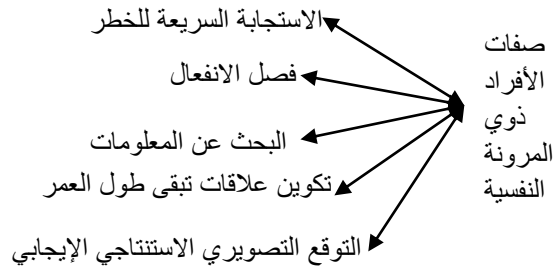 صفات
الأفراد
ذوي
المرونة
النفسية
الاستجابة السريعة للخطر
فصل الانفعال
البحث عن المعلومات
تكوين علاقات تبقى طول العمر
التوقع التصويري الاستنتاجي الإيجابي